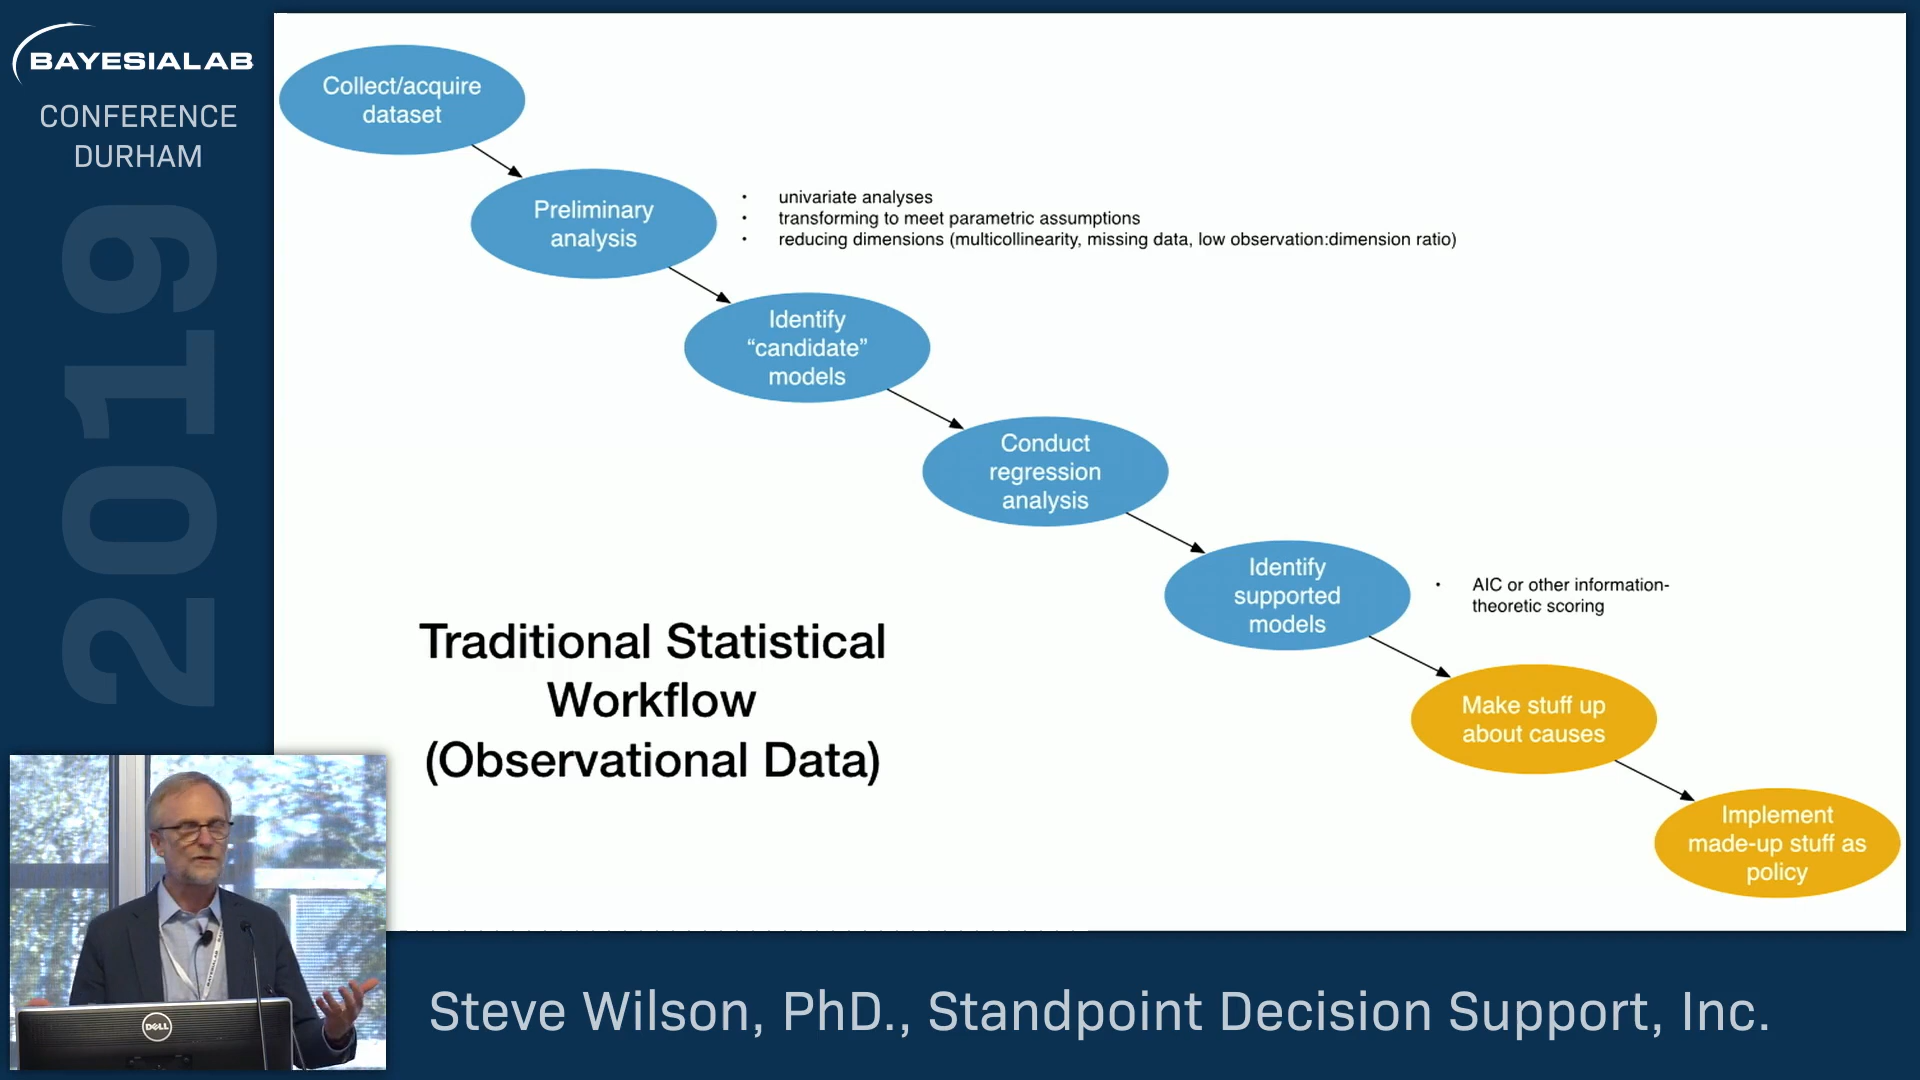 BAYESIALAB
CONFERENCE
DURHAM
2019
Collect/acquire
dataset
Preliminary
analysis
• univariate analyses
• transforming to meet parametric assumptions
• reducing dimensions (multicollinearity, missing data, low observation:dimension ratio)
Identify
“candidate”
models
Conduct
regression
analysis
Identify
supported
models
• AIC or other information-
theoretic scoring
Make stuff up
about causes
Implement
made-up stuff as
policy
Traditional Statistical
Workflow
(Observational Data)
DELL
Steve Wilson, PhD., Standpoint Decision Support, Inc.